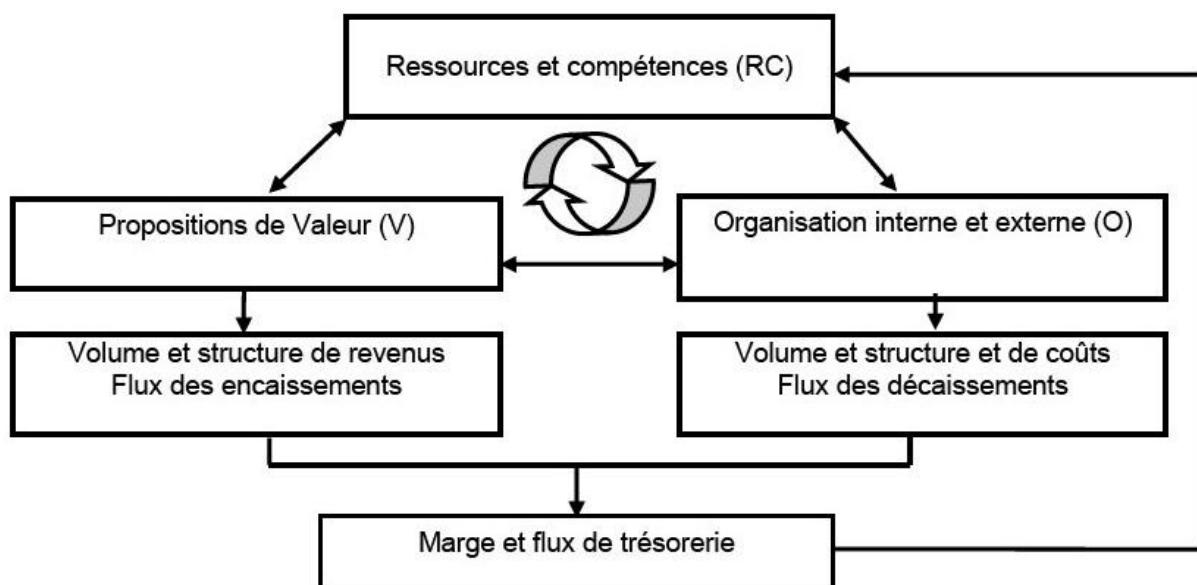 Ressources et compétences (RC)
Propositions de Valeur (V)
Organisation interne et externe (O)
Volume et structure de revenus
Flux des encaissements
Volume et structure et de coûts
Flux des décaissements
Marge et flux de trésorerie